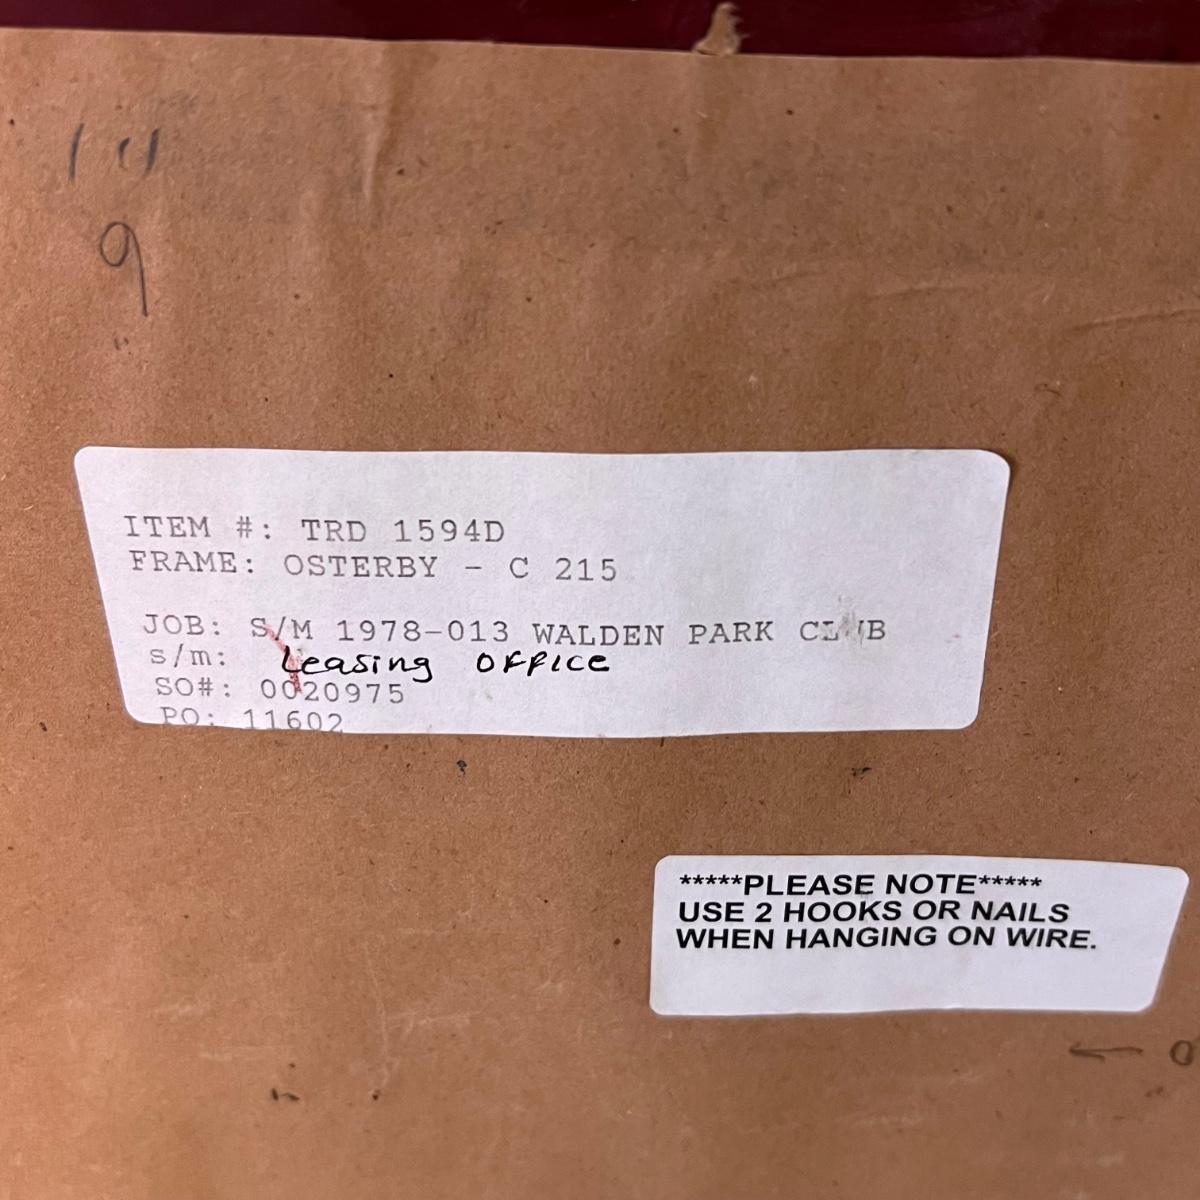 9
ITEM #: TRD 1594D
FRAME: OSTERBY - C 215
JOB: S/M 1978-013 WALDEN PARK CLUB
s/m: Leasing OFFICE
SO#: 0020975
PO: 11602
*****PLEASE NOTE*****
USE 2 HOOKS OR NAILS
WHEN HANGING ON WIRE.